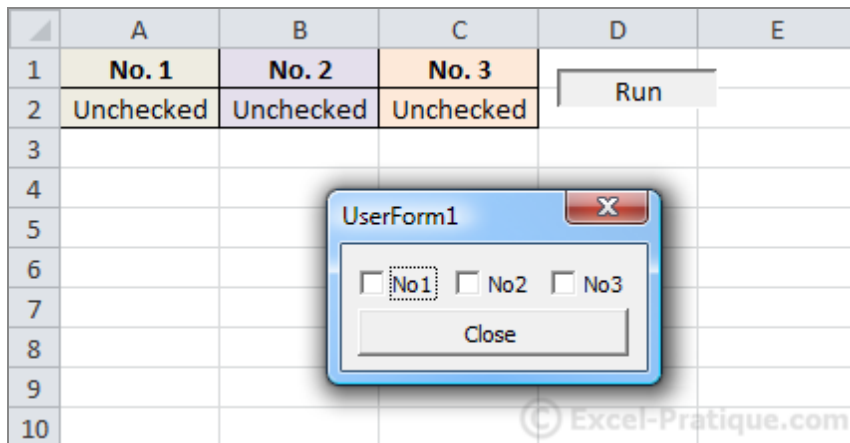 A B C D E
1 No. 1 No. 2 No. 3
Run
2 Unchecked Unchecked Unchecked
3
4
5 UserForm1
6
No1 No2 No3
7
8 Close
9
10 © Excel-Pratique.com